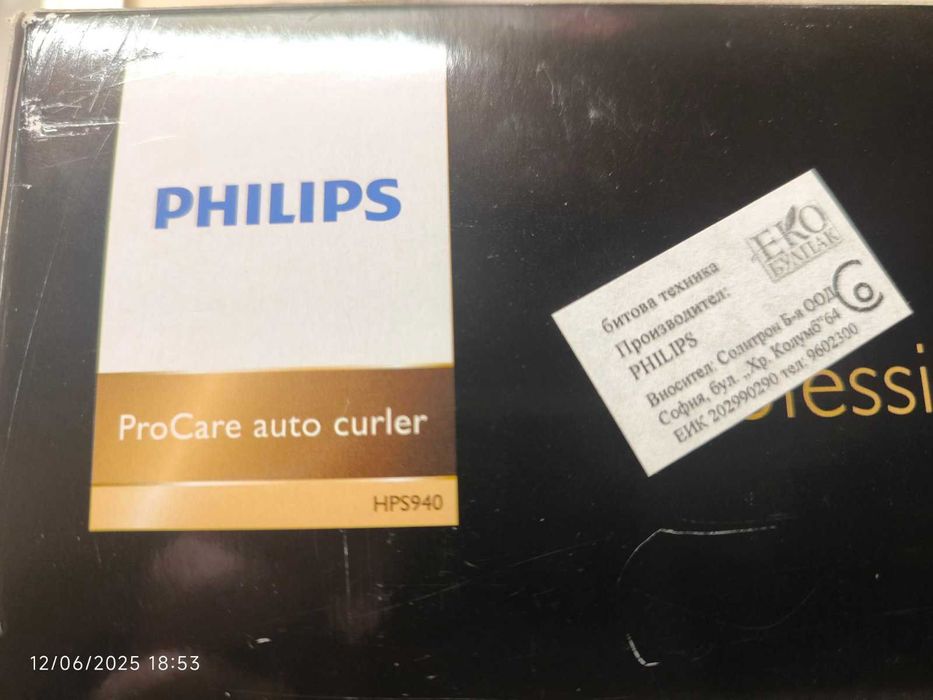 PHILIPS
ProCare auto curler
HPS940
ЕКО
БУЛПАК
битова техника
Производител:
PHILIPS
Вносител: Солитрон Б-я ООД
София, бул. „Хр. Колумб“64
ЕИК 202990290 тел: 9602300
essi
12/06/2025 18:53